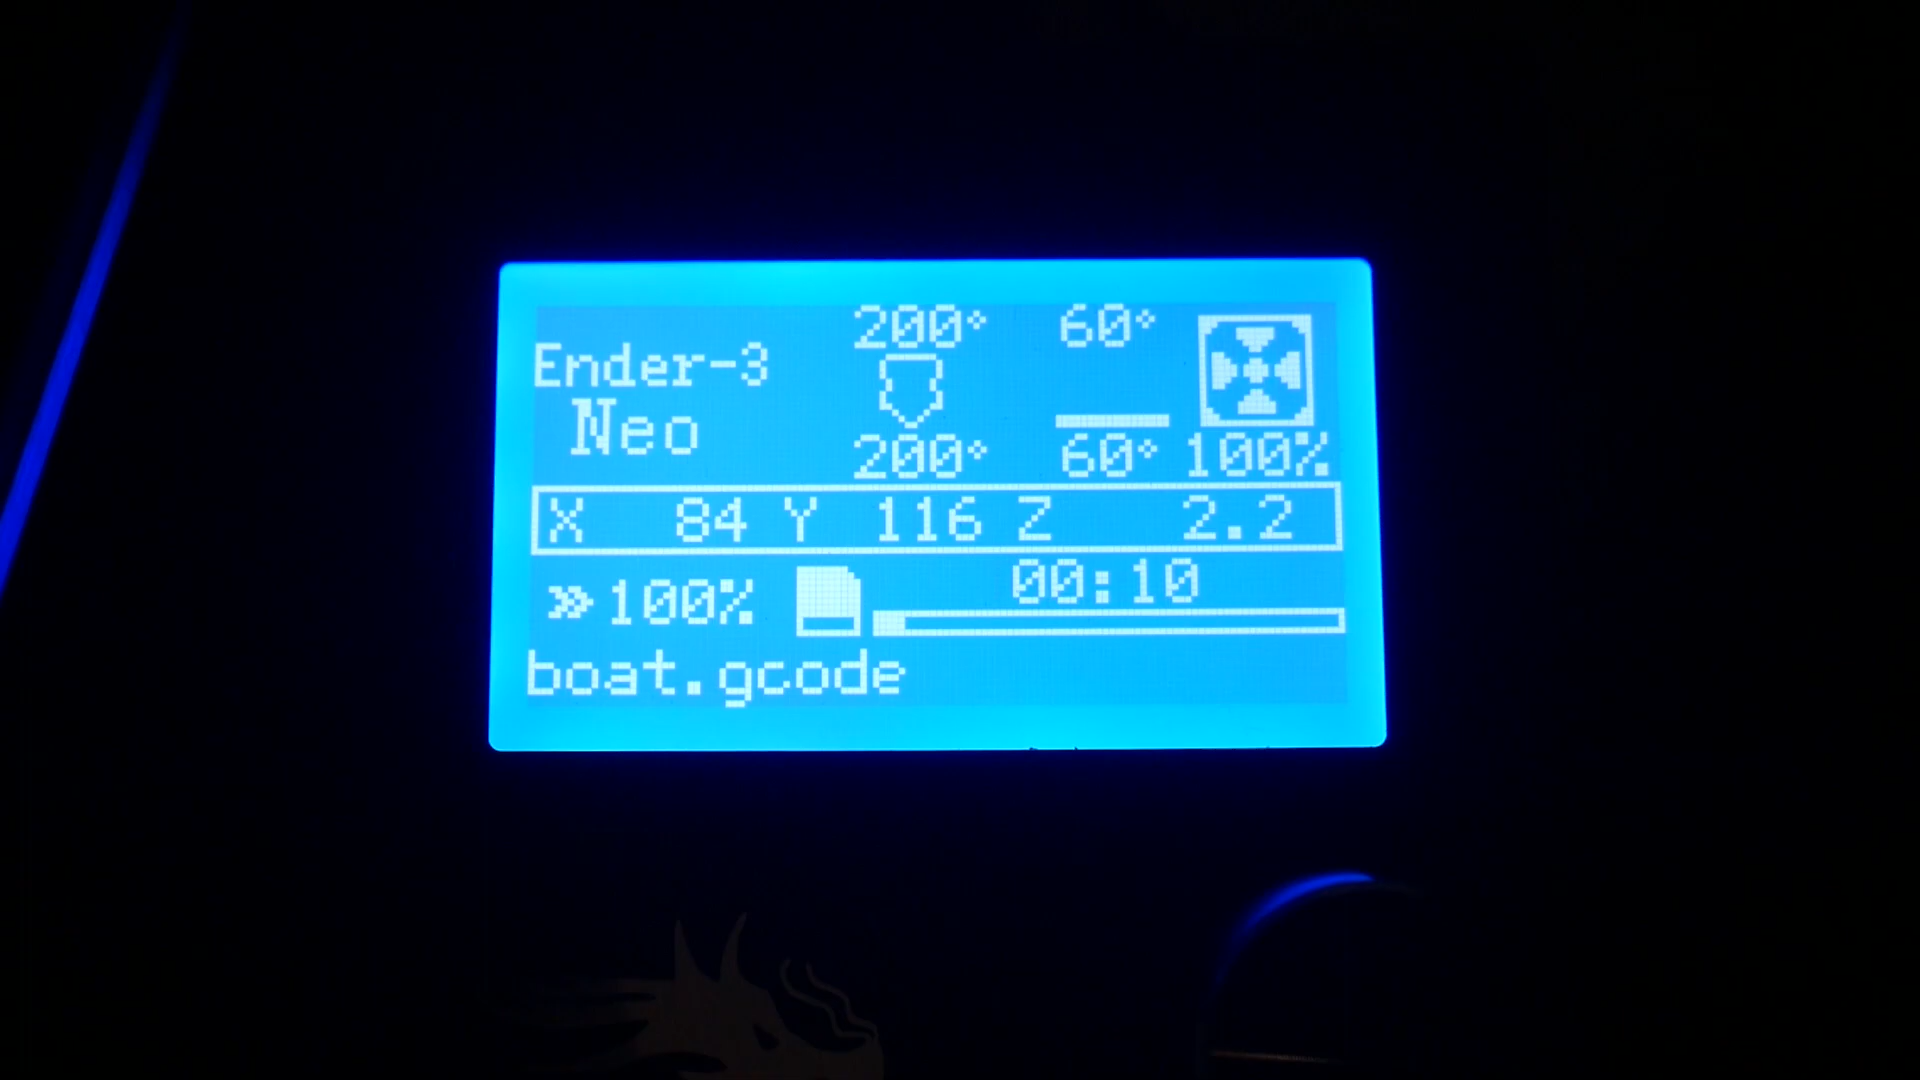 200° 60°
Ender-3
Neo
200° 60° 100%
X 84 Y 116 Z 2.2
00:10
»100%
boat.gcode